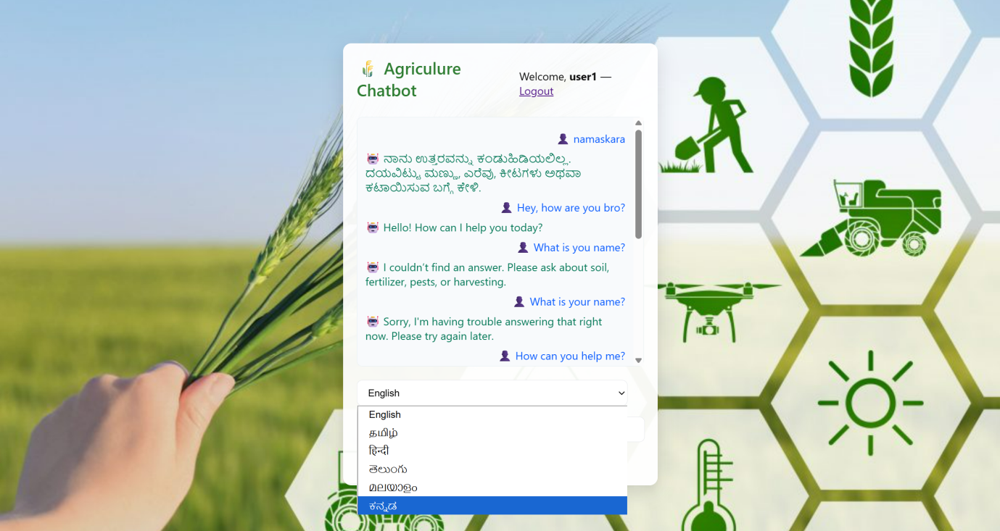 Agriculure
Chatbot
Welcome, user1 —
Logout
namaskara
ನಾನು ಉತ್ತರವನ್ನು ಕಂಡುಹಿಡಿಯಲಿಲ್ಲ.
ದಯವಿಟ್ಟು ಮಣ್ಣು, ಎರೆವು, ಕೀಟಗಳು ಅಥವಾ
ಕಟಾಯಿಸುವ ಬಗ್ಗೆ ಕೇಳಿ.
Hey, how are you bro?
Hello! How can I help you today?
What is you name?
I couldn’t find an answer. Please ask about soil,
fertilizer, pests, or harvesting.
What is your name?
Sorry, I'm having trouble answering that right
now. Please try again later.
How can you help me?
English
English
தமிழ்
हिन्दी
తెలుగు
മലയാളം
ಕನ್ನಡ